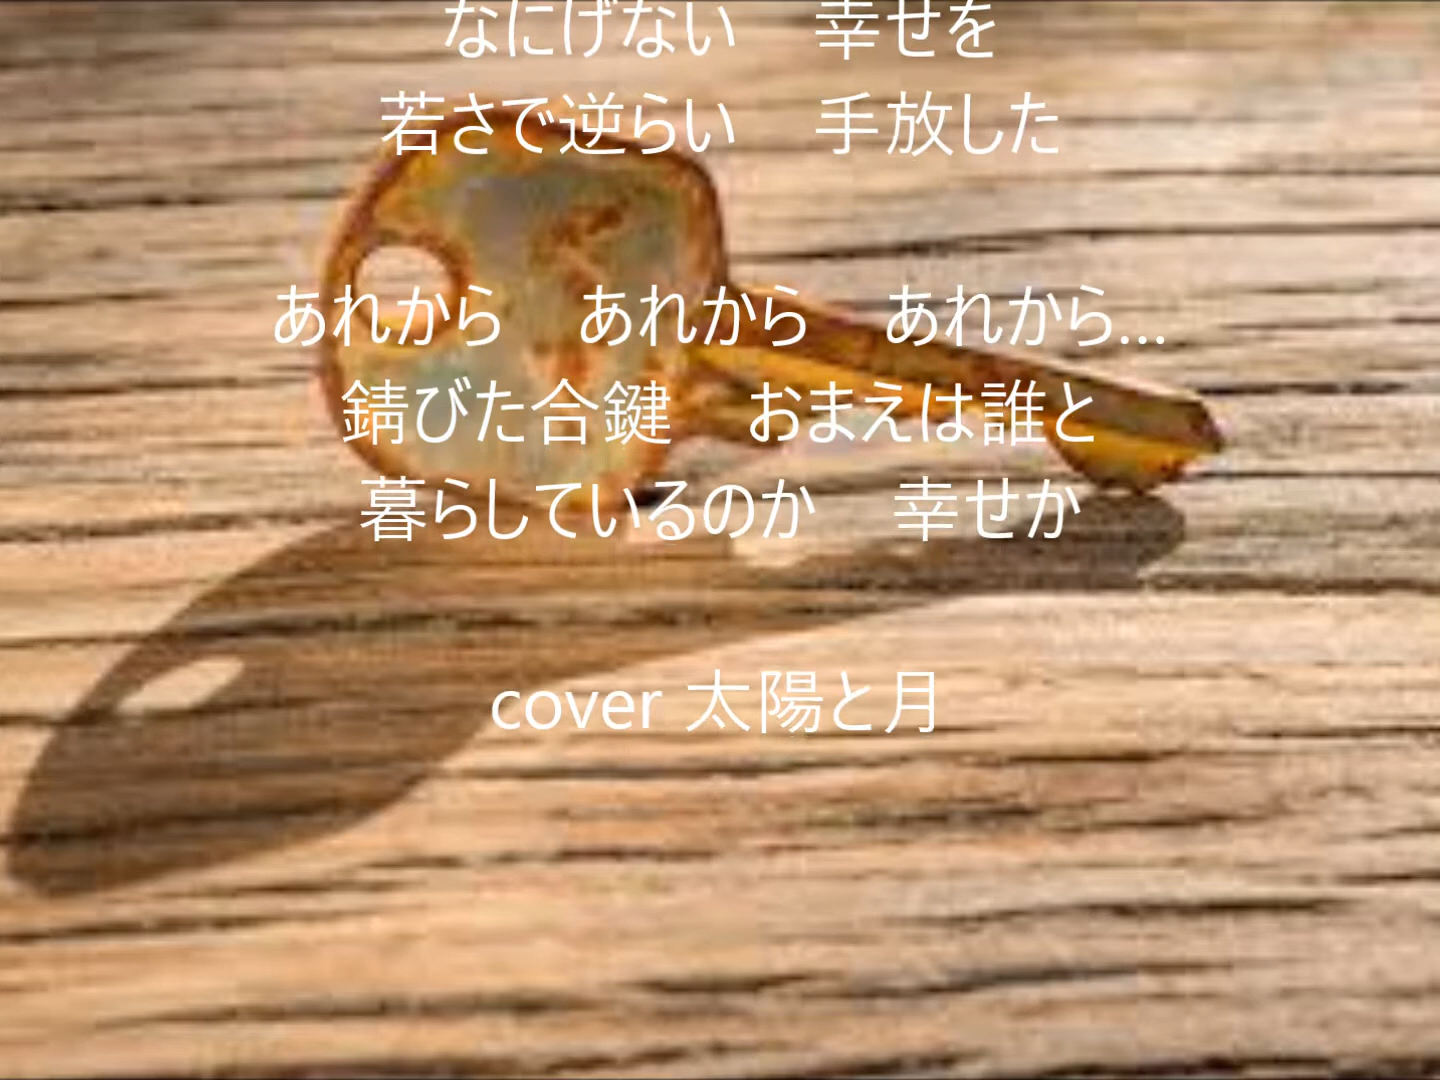 なにげない　幸せを
若さで逆らい　手放した
あれから　あれから　あれから…
錆びた合鍵　おまえは誰と
暮らしているのか　幸せか
cover 太陽と月